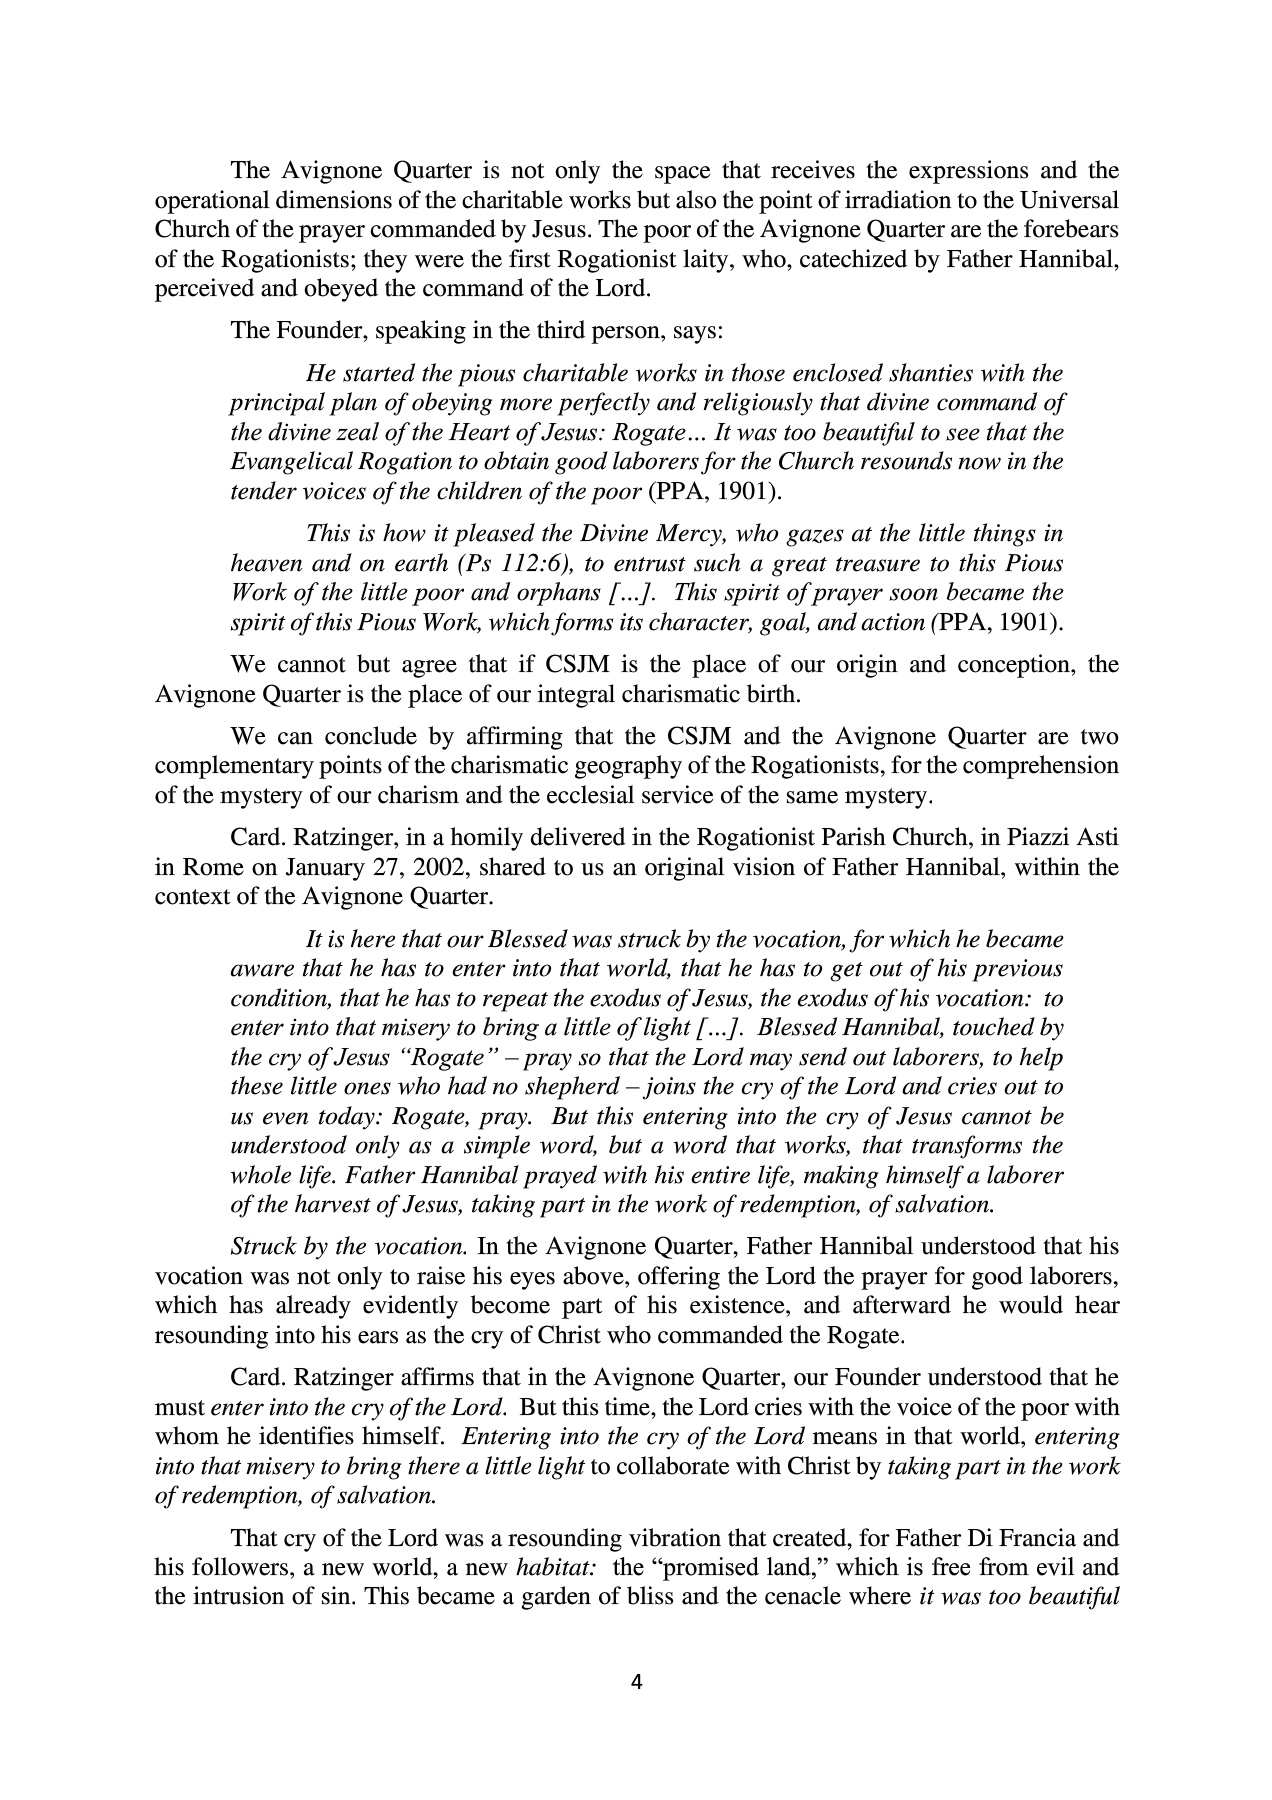 The Avignone Quarter is not only the space that receives the expressions and the
operational dimensions of the charitable works but also the point of irradiation to the Universal
Church of the prayer commanded by Jesus. The poor of the Avignone Quarter are the forebears
of the Rogationists; they were the first Rogationist laity, who, catechized by Father Hannibal,
perceived and obeyed the command of the Lord.
The Founder, speaking in the third person, says:
He started the pious charitable works in those enclosed shanties with the
principal plan of obeying more perfectly and religiously that divine command of
the divine zeal of the Heart of Jesus: Rogate… It was too beautiful to see that the
Evangelical Rogation to obtain good laborers for the Church resounds now in the
tender voices of the children of the poor (PPA, 1901).
This is how it pleased the Divine Mercy, who gazes at the little things in
heaven and on earth (Ps 112:6), to entrust such a great treasure to this Pious
Work of the little poor and orphans [...]. This spirit of prayer soon became the
spirit of this Pious Work, which forms its character, goal, and action (PPA, 1901).
We cannot but agree that if CSJM is the place of our origin and conception, the
Avignone Quarter is the place of our integral charismatic birth.
We can conclude by affirming that the CSJM and the Avignone Quarter are two
complementary points of the charismatic geography of the Rogationists, for the comprehension
of the mystery of our charism and the ecclesial service of the same mystery.
Card. Ratzinger, in a homily delivered in the Rogationist Parish Church, in Piazzi Asti
in Rome on January 27, 2002, shared to us an original vision of Father Hannibal, within the
context of the Avignone Quarter.
It is here that our Blessed was struck by the vocation, for which he became
aware that he has to enter into that world, that he has to get out of his previous
condition, that he has to repeat the exodus of Jesus, the exodus of his vocation: to
enter into that misery to bring a little of light [...]. Blessed Hannibal, touched by
the cry of Jesus “Rogate” – pray so that the Lord may send out laborers, to help
these little ones who had no shepherd – joins the cry of the Lord and cries out to
us even today: Rogate, pray. But this entering into the cry of Jesus cannot be
understood only as a simple word, but a word that works, that transforms the
whole life. Father Hannibal prayed with his entire life, making himself a laborer
of the harvest of Jesus, taking part in the work of redemption, of salvation.
Struck by the vocation. In the Avignone Quarter, Father Hannibal understood that his
vocation was not only to raise his eyes above, offering the Lord the prayer for good laborers,
which has already evidently become part of his existence, and afterward he would hear
resounding into his ears as the cry of Christ who commanded the Rogate.
Card. Ratzinger affirms that in the Avignone Quarter, our Founder understood that he
must enter into the cry of the Lord. But this time, the Lord cries with the voice of the poor with
whom he identifies himself. Entering into the cry of the Lord means in that world, entering
into that misery to bring there a little light to collaborate with Christ by taking part in the work
of redemption, of salvation.
That cry of the Lord was a resounding vibration that created, for Father Di Francia and
his followers, a new world, a new habitat: the “promised land,” which is free from evil and
the intrusion of sin. This became a garden of bliss and the cenacle where it was too beautiful
4